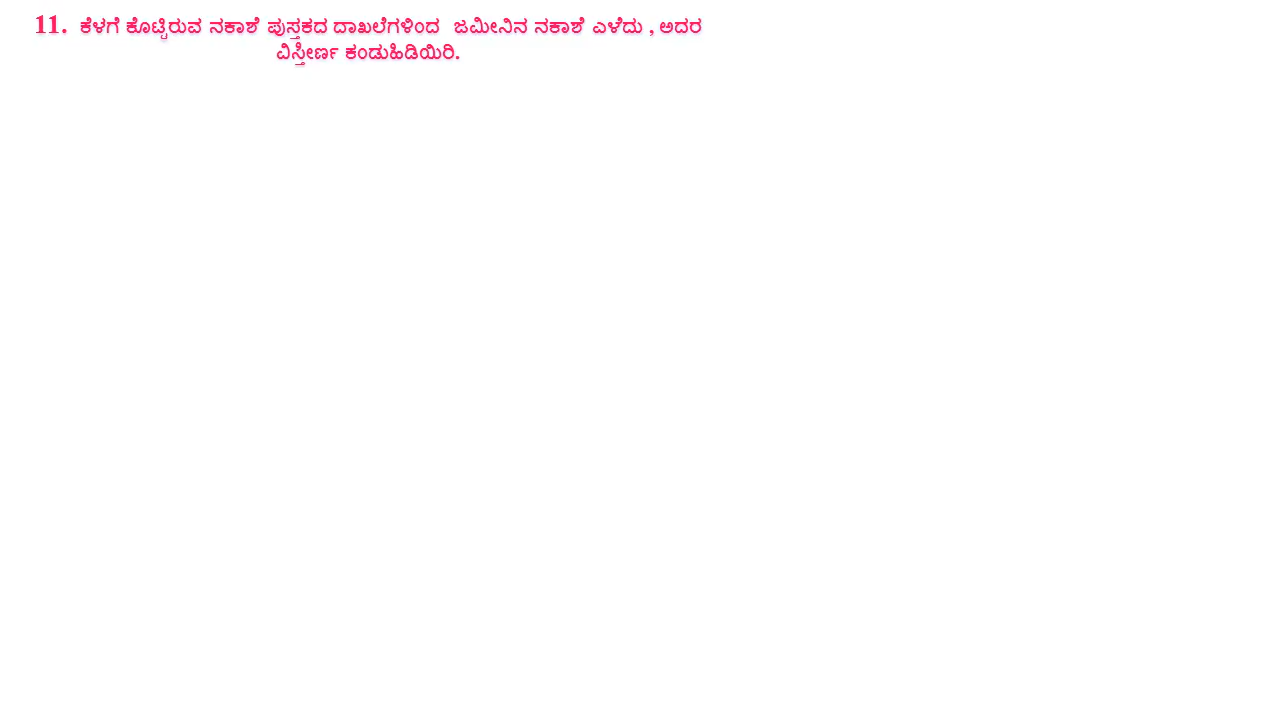 11. ಕೆಳಗೆ ಕೊಟ್ಟಿರುವ ನಕಾಶೆ ಪುಸ್ತಕದ ದಾಖಲೆಗಳಿಂದ ಜಮೀನಿನ ನಕಾಶೆ ಎಳೆದು , ಅದರ
ವಿಸ್ತೀರ್ಣ ಕಂಡುಹಿಡಿಯಿರಿ.